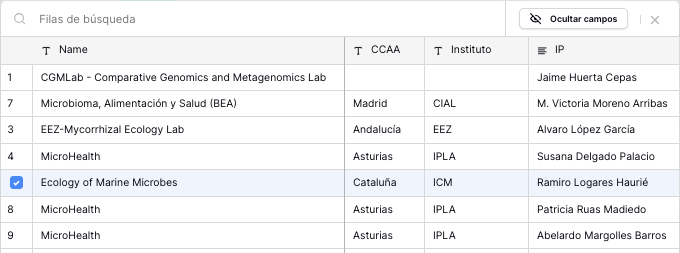 Filas de búsqueda
Ocultar campos
Name CCAA Instituto IP
1 CGMLab - Comparative Genomics and Metagenomics Lab Jaime Huerta Cepas
7 Microbioma, Alimentación y Salud (BEA) Madrid CIAL M. Victoria Moreno Arribas
3 EEZ-Mycorrhizal Ecology Lab Andalucía EEZ Alvaro López García
4 MicroHealth Asturias IPLA Susana Delgado Palacio
Ecology of Marine Microbes Cataluña ICM Ramiro Logares Haurié
8 MicroHealth Asturias IPLA Patricia Ruas Madiedo
9 MicroHealth Asturias IPLA Abelardo Margolles Barros